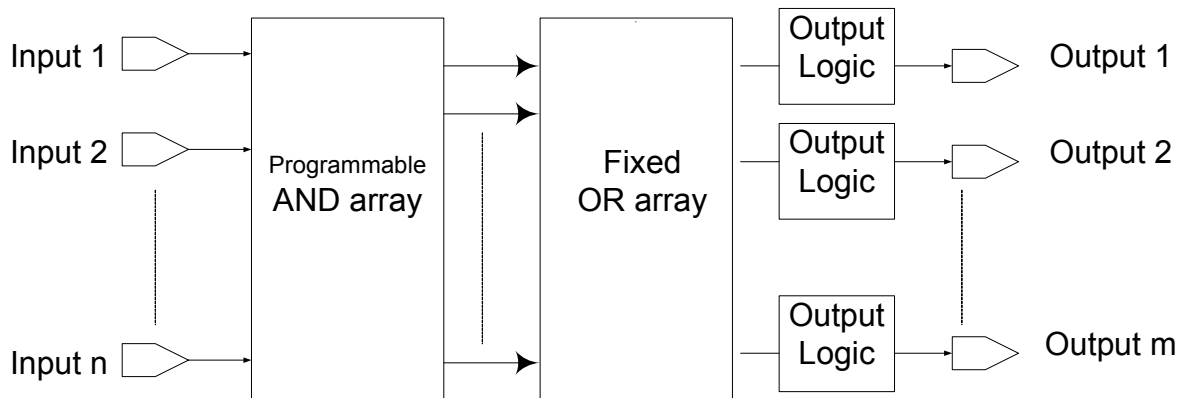 Input 1
Input 2
Input n
Programmable
AND array
Fixed
OR array
Output
Logic
Output
Logic
Output
Logic
Output 1
Output 2
Output m